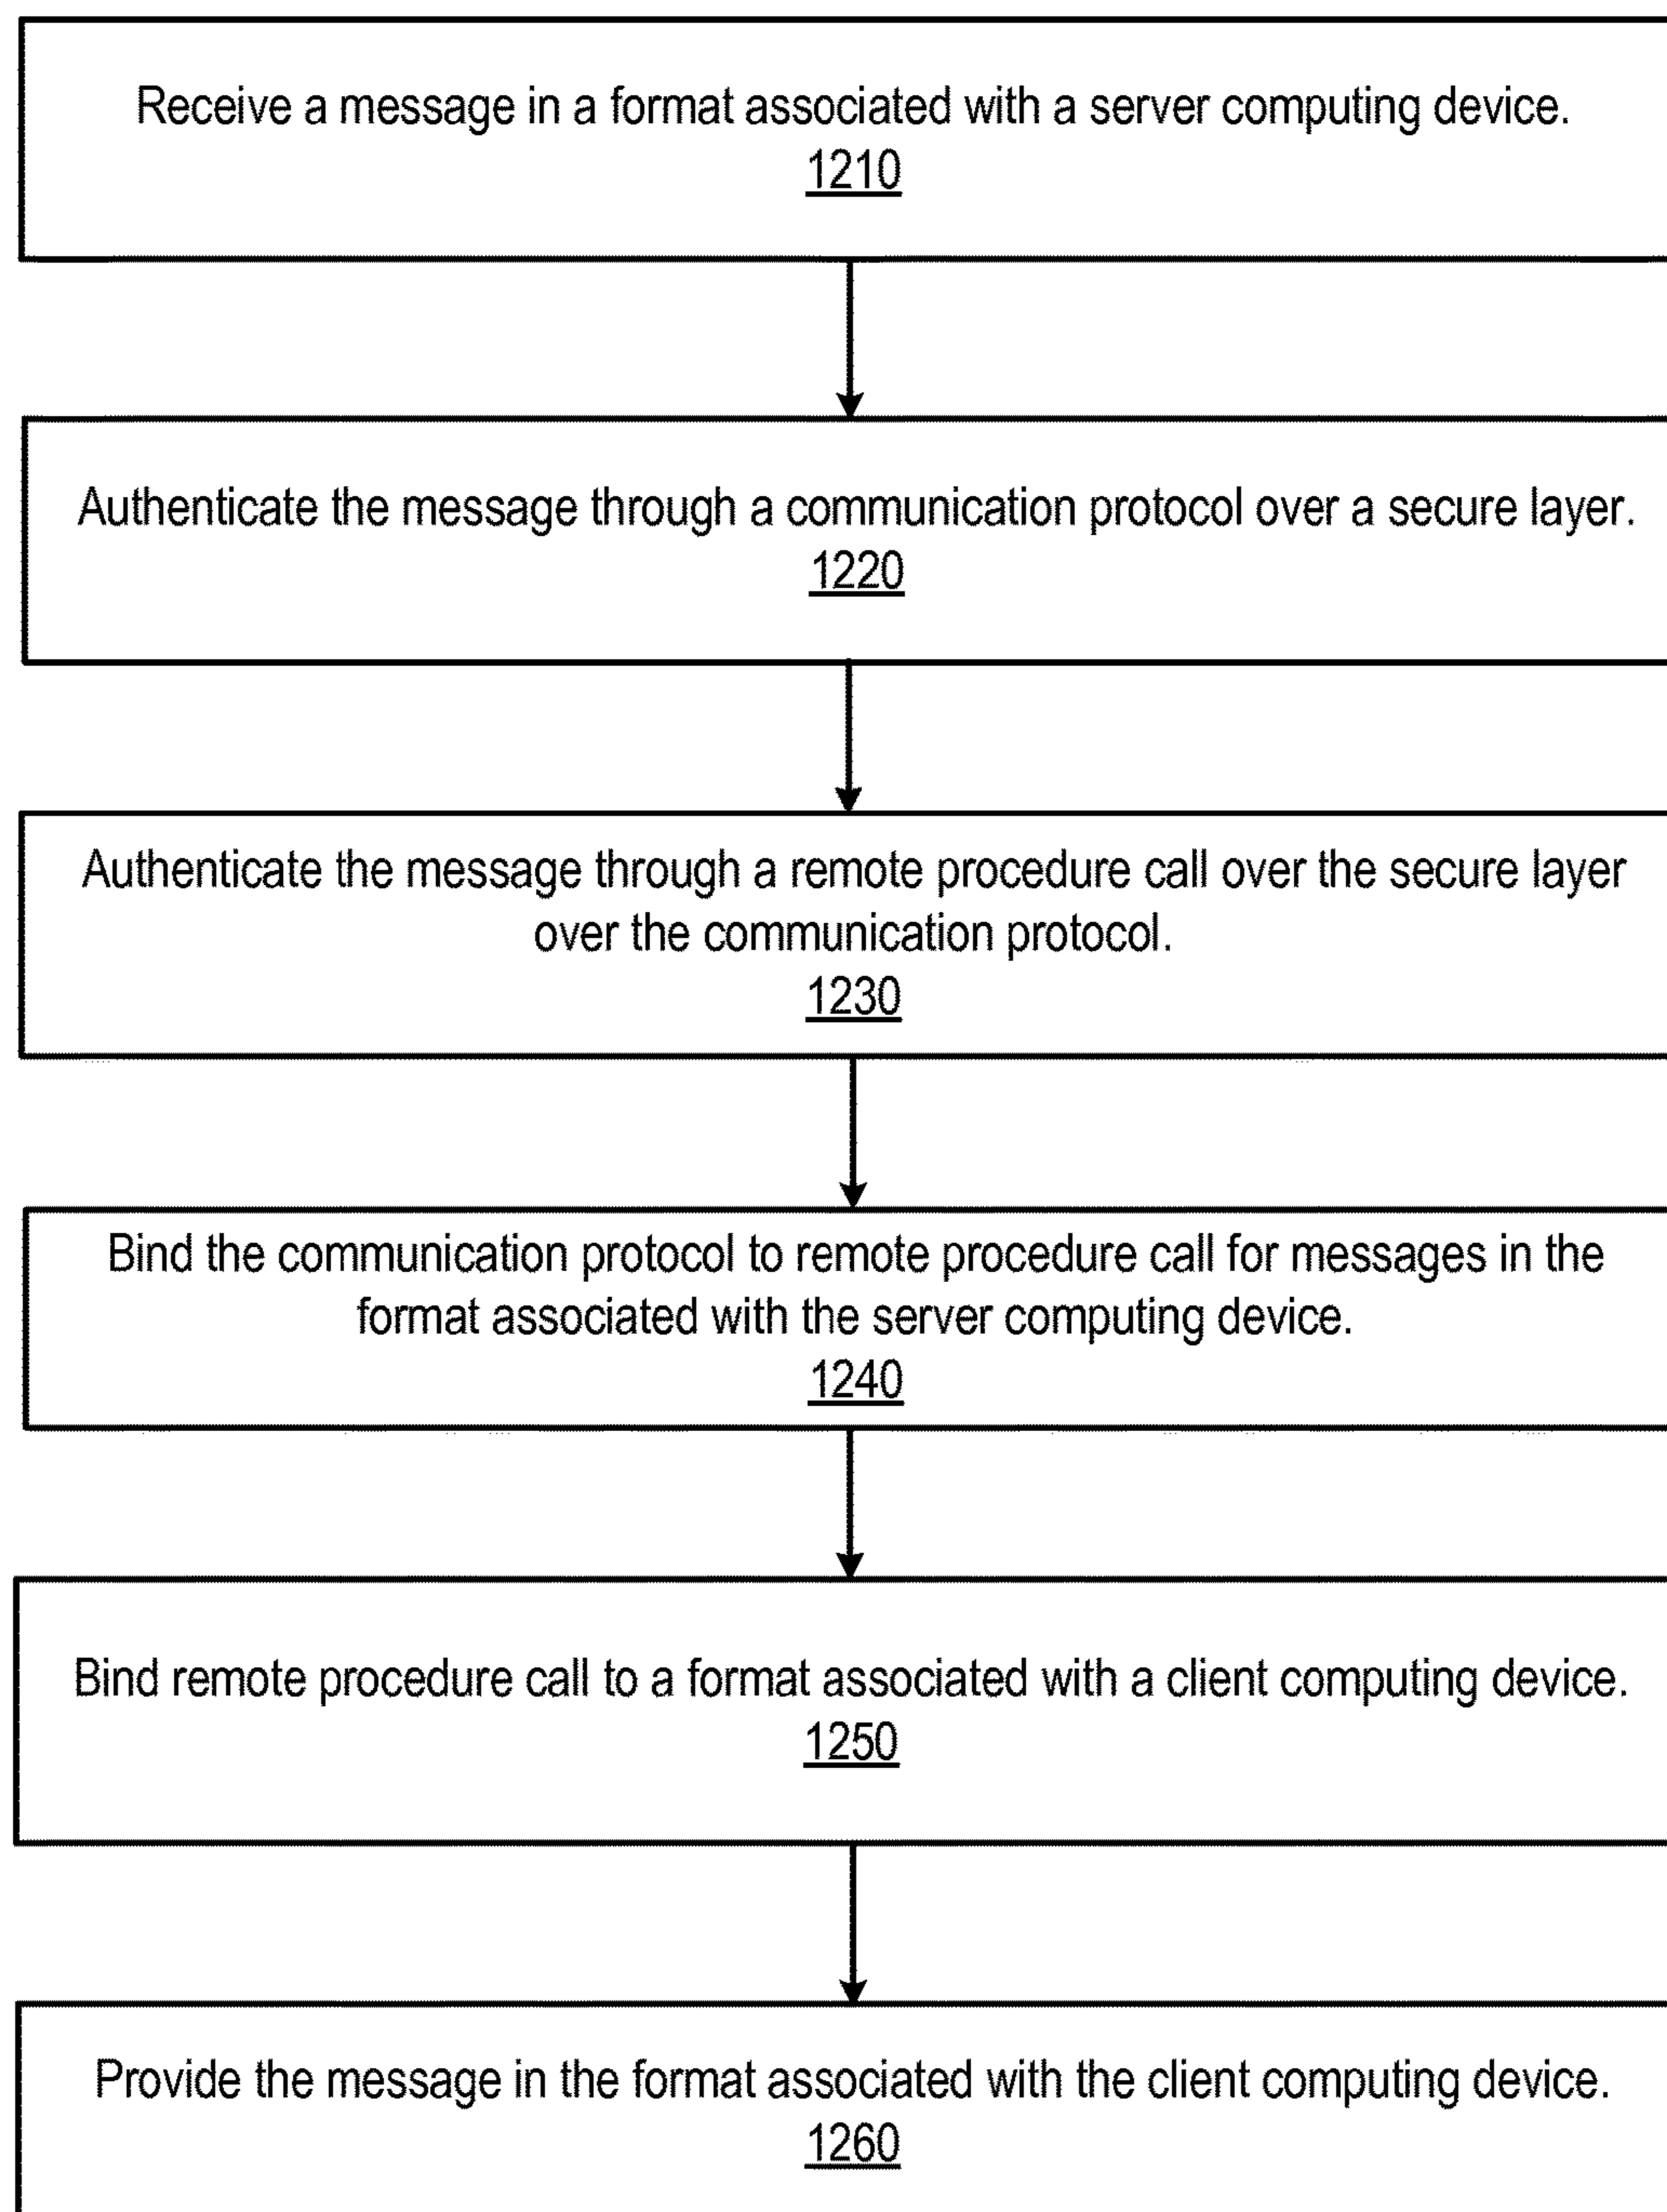 Receive a message in a format associated with a server computing device.
1210
Authenticate the message through a communication protocol over a secure layer.
1220
Authenticate the message through a remote procedure call over the secure layer
over the communication protocol.
1230
Bind the communication protocol to remote procedure call for messages in the
format associated with the server computing device.
1240
Bind remote procedure call to a format associated with a client computing device.
1250
Provide the message in the format associated with the client computing device.
1260